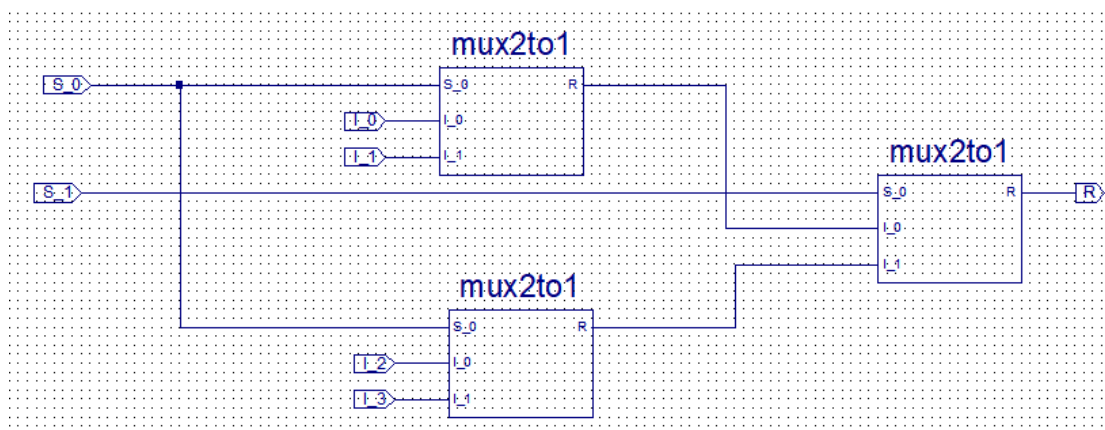 mux2to1
S_0
S_0 R
I_0
I_0
I_1
I_1
mux2to1
S_1
S_0 R
R
I_0
I_1
mux2to1
S_0 R
I_2
I_0
I_3
I_1